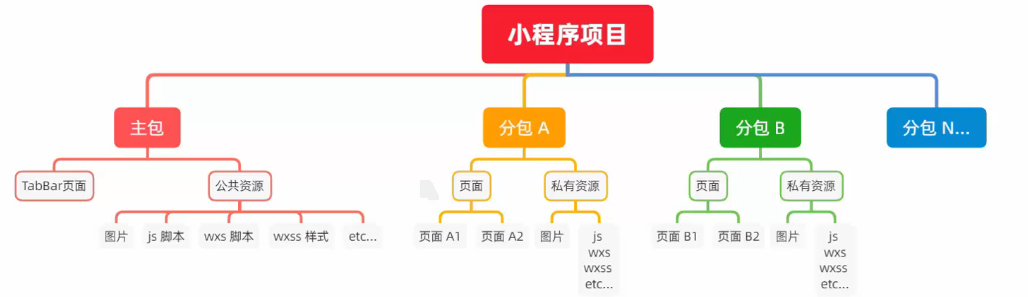 小程序项目
主包
分包 A
分包 B
分包 N...
TabBar页面
公共资源
页面
私有资源
页面
私有资源
图片
js 脚本
wxs 脚本
wxss 样式
etc...
页面 A1
页面 A2
图片
js
wxs
wxss
etc...
页面 B1
页面 B2
图片
js
wxs
wxss
etc...